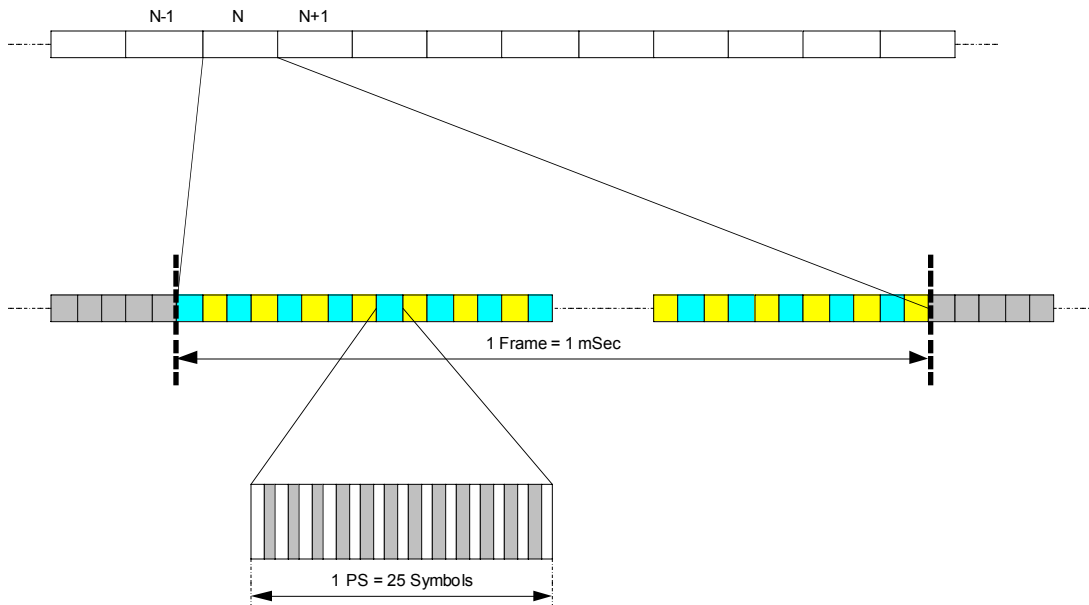 N-1 N N+1
1 Frame = 1 mSec
1 PS = 25 Symbols